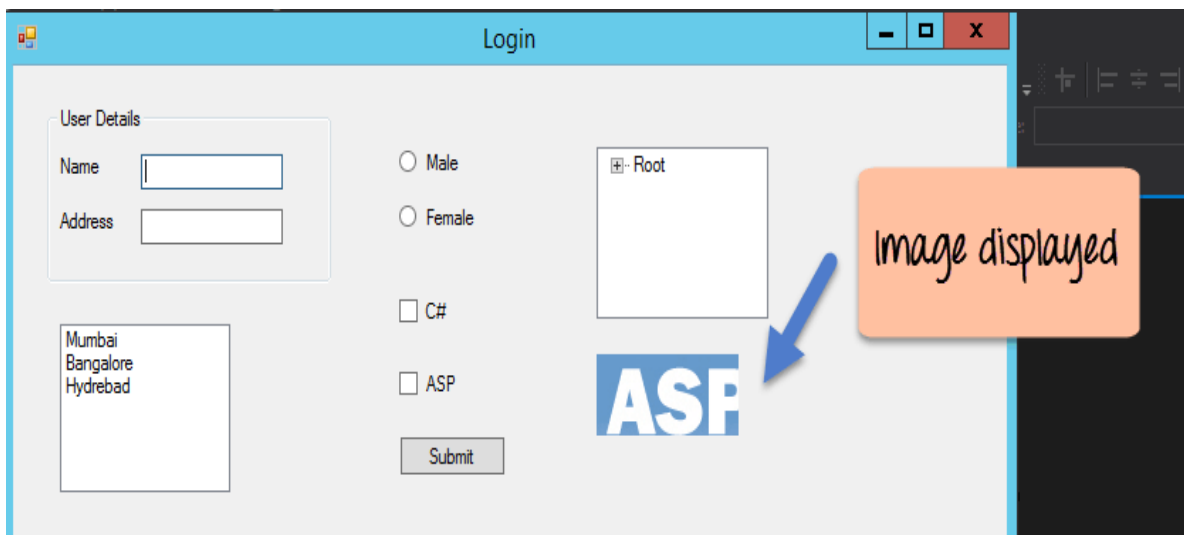 Login
X
User Details
Name
Address
Male
Female
Root
Image displayed
C#
ASP
Mumbai
Bangalore
Hydrebad
ASP
Submit